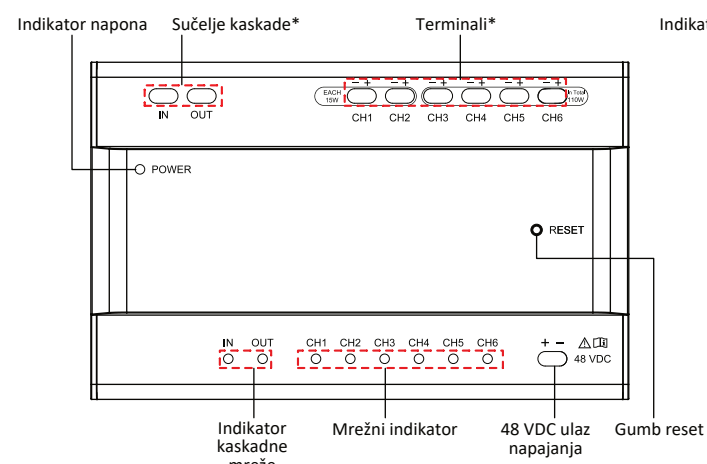 Indikator napona
Sučelje kaskade*
Terminali*
EACH
15W
- + - + - + - + - + - +
In Total
110W
IN OUT
CH1 CH2 CH3 CH4 CH5 CH6
POWER
RESET
IN OUT
CH1 CH2 CH3 CH4 CH5 CH6
+ -
48 VDC
Indikator
kaskadne
Mrežni indikator
48 VDC ulaz
napajanja
Gumb reset